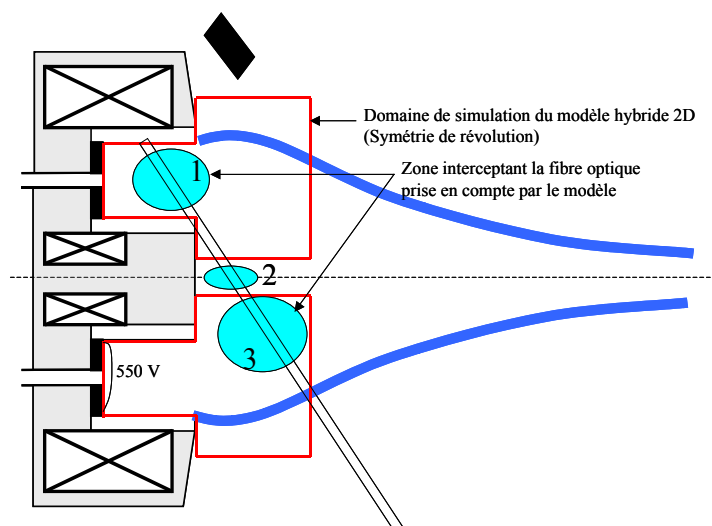 Domaine de simulation du modèle hybride 2D
(Symétrie de révolution)
Zone interceptant la fibre optique
prise en compte par le modèle
1
2
3
550 V